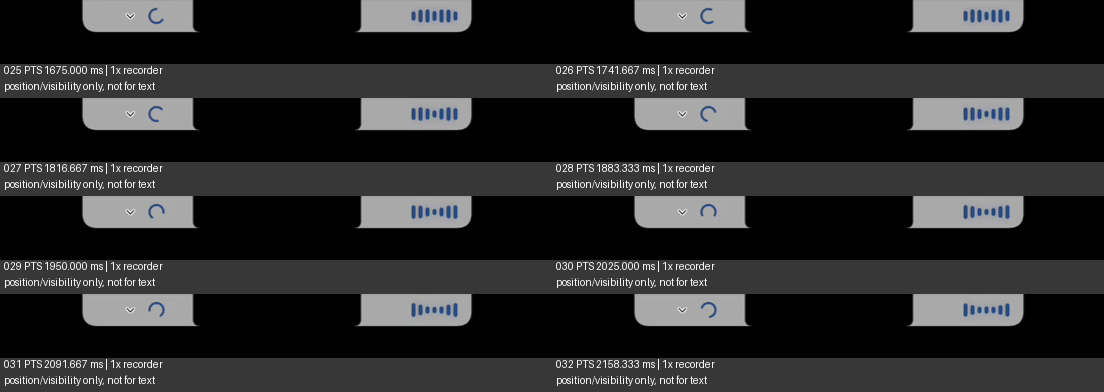 025 PTS 1675.000 ms | 1x recorder
position/visibility only, not for text
026 PTS 1741.667 ms | 1x recorder
position/visibility only, not for text
027 PTS 1816.667 ms | 1x recorder
position/visibility only, not for text
028 PTS 1883.333 ms | 1x recorder
position/visibility only, not for text
029 PTS 1950.000 ms | 1x recorder
position/visibility only, not for text
030 PTS 2025.000 ms | 1x recorder
position/visibility only, not for text
031 PTS 2091.667 ms | 1x recorder
position/visibility only, not for text
032 PTS 2158.333 ms | 1x recorder
position/visibility only, not for text